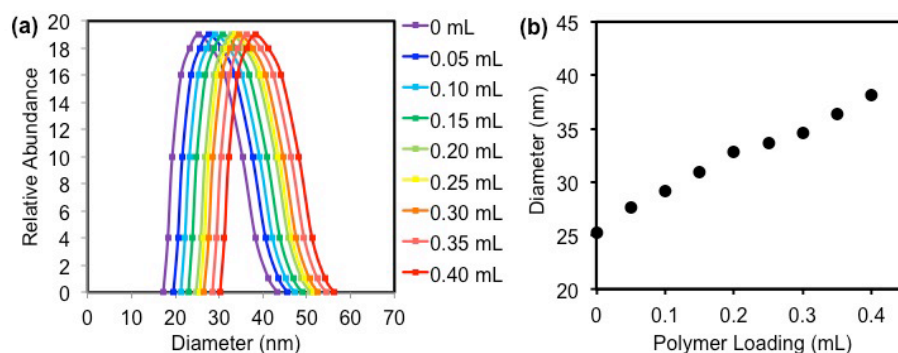 (a)
20
18
16
14
12
10
8
6
4
2
0
Relative Abundance
0 10 20 30 40 50 60 70
Diameter (nm)
0 mL
0.05 mL
0.10 mL
0.15 mL
0.20 mL
0.25 mL
0.30 mL
0.35 mL
0.40 mL
(b)
45
40
35
30
25
20
Diameter (nm)
0 0.1 0.2 0.3 0.4
Polymer Loading (mL)